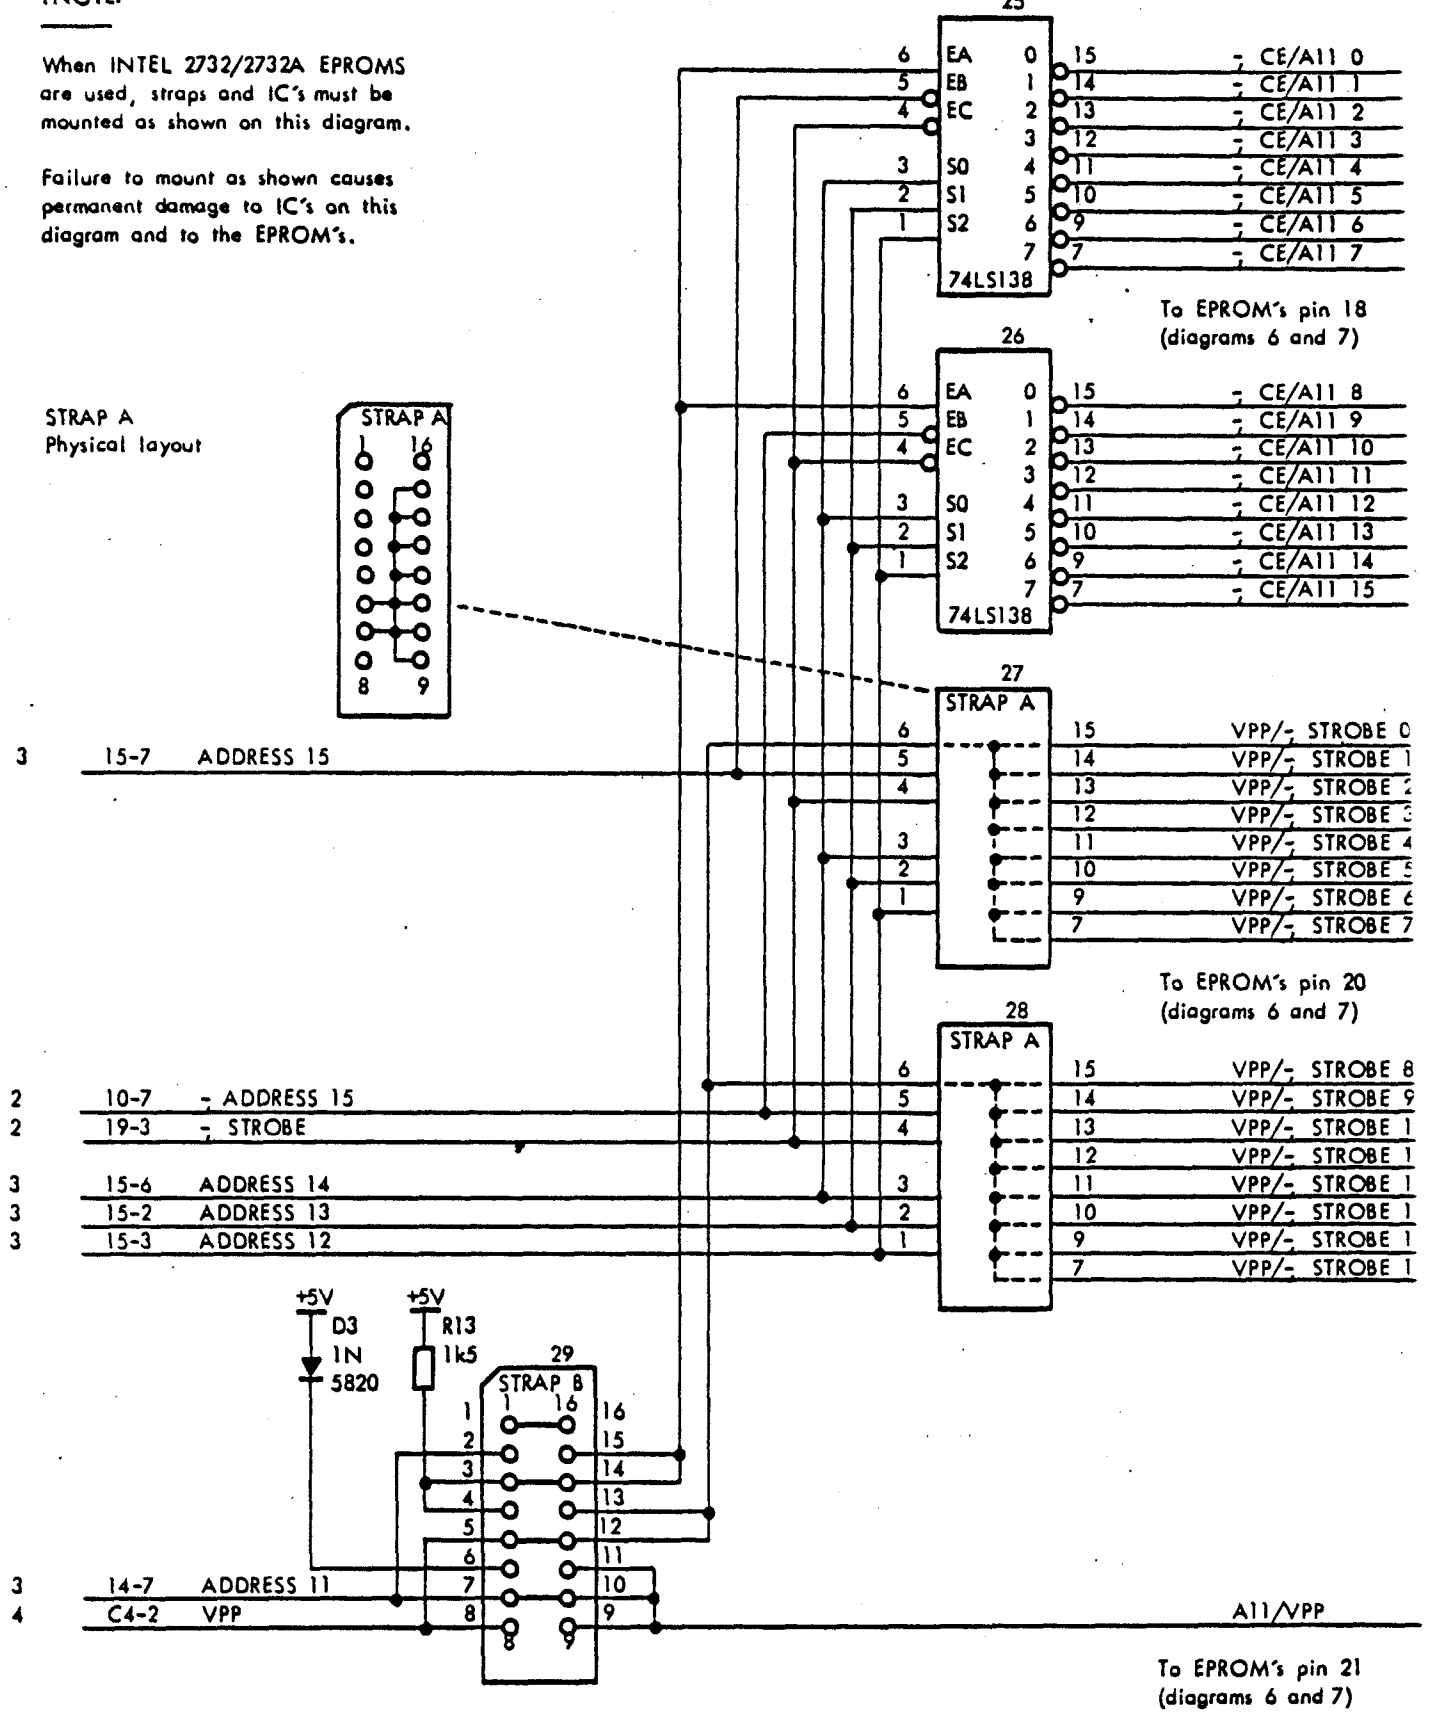 When INTEL 2732/2732A EPROMS
are used, straps and IC's must be
mounted as shown on this diagram.
Failure to mount as shown causes
permanent damage to IC's on this
diagram and to the EPROM's.
25
6 EA 0 15 -, CE/A11 0
5 EB 1 14 -, CE/A11 1
4 EC 2 13 -, CE/A11 2
3 12 -, CE/A11 3
3 S0 4 11 -, CE/A11 4
2 S1 5 10 -, CE/A11 5
1 S2 6 9 -, CE/A11 6
7 7 -, CE/A11 7
74LS138
To EPROM's pin 18
(diagrams 6 and 7)
26
6 EA 0 15 -, CE/A11 8
5 EB 1 14 -, CE/A11 9
4 EC 2 13 -, CE/A11 10
3 12 -, CE/A11 11
3 S0 4 11 -, CE/A11 12
2 S1 5 10 -, CE/A11 13
1 S2 6 9 -, CE/A11 14
7 7 -, CE/A11 15
74LS138
STRAP A
Physical layout
STRAP A
1 16
8 9
27
STRAP A
6 15 VPP/-, STROBE 0
3 15-7 ADDRESS 15 5 14 VPP/-, STROBE 1
4 13 VPP/-, STROBE 2
12 VPP/-, STROBE 3
3 11 VPP/-, STROBE 4
2 10 VPP/-, STROBE 5
1 9 VPP/-, STROBE 6
7 VPP/-, STROBE 7
To EPROM's pin 20
(diagrams 6 and 7)
28
STRAP A
6 15 VPP/-, STROBE 8
2 10-7 -, ADDRESS 15 5 14 VPP/-, STROBE 9
2 19-3 -, STROBE 4 13 VPP/-, STROBE 1
12 VPP/-, STROBE 1
3 15-6 ADDRESS 14 3 11 VPP/-, STROBE 1
3 15-2 ADDRESS 13 2 10 VPP/-, STROBE 1
3 15-3 ADDRESS 12 1 9 VPP/-, STROBE 1
7 VPP/-, STROBE 1
+5V +5V
D3 R13
1N 1k5
5820
29
STRAP B
1 16
1 16
2 15
3 14
4 13
5 12
6 11
3 14-7 ADDRESS 11 7 10
4 C4-2 VPP 8 9 A11/VPP
8 9
To EPROM's pin 21
(diagrams 6 and 7)